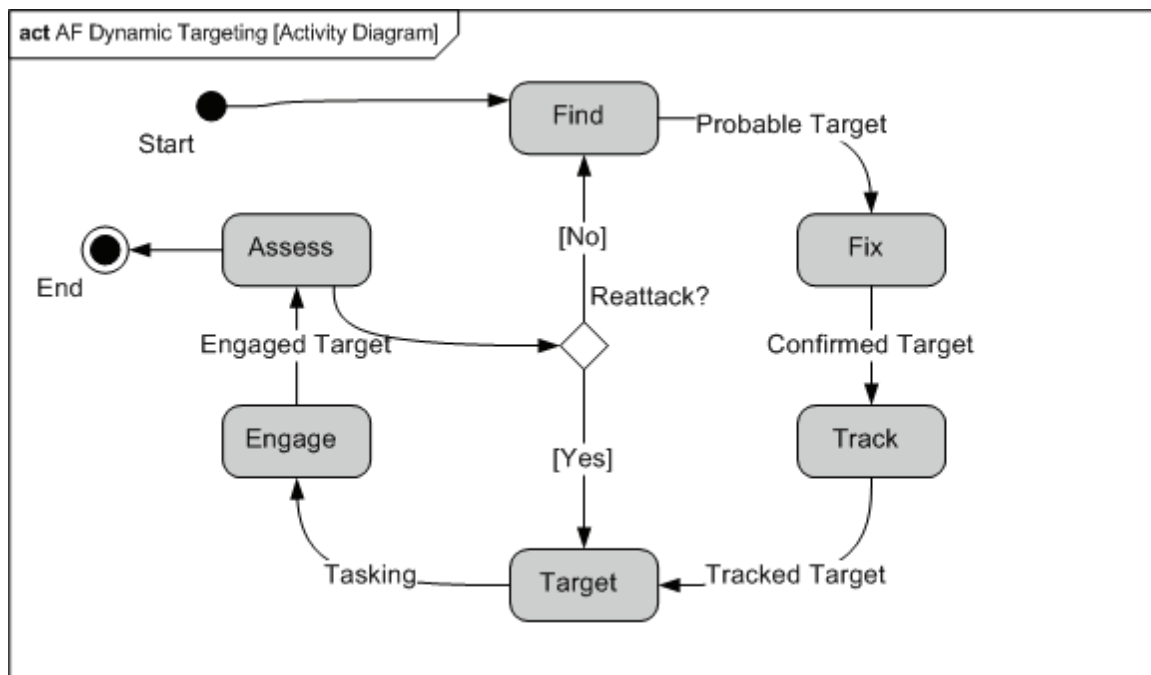 act AF Dynamic Targeting [Activity Diagram]
Start
Find
Probable Target
End
Assess
[No]
Fix
Reattack?
Engaged Target
Confirmed Target
Engage
[Yes]
Track
Tasking
Target
Tracked Target